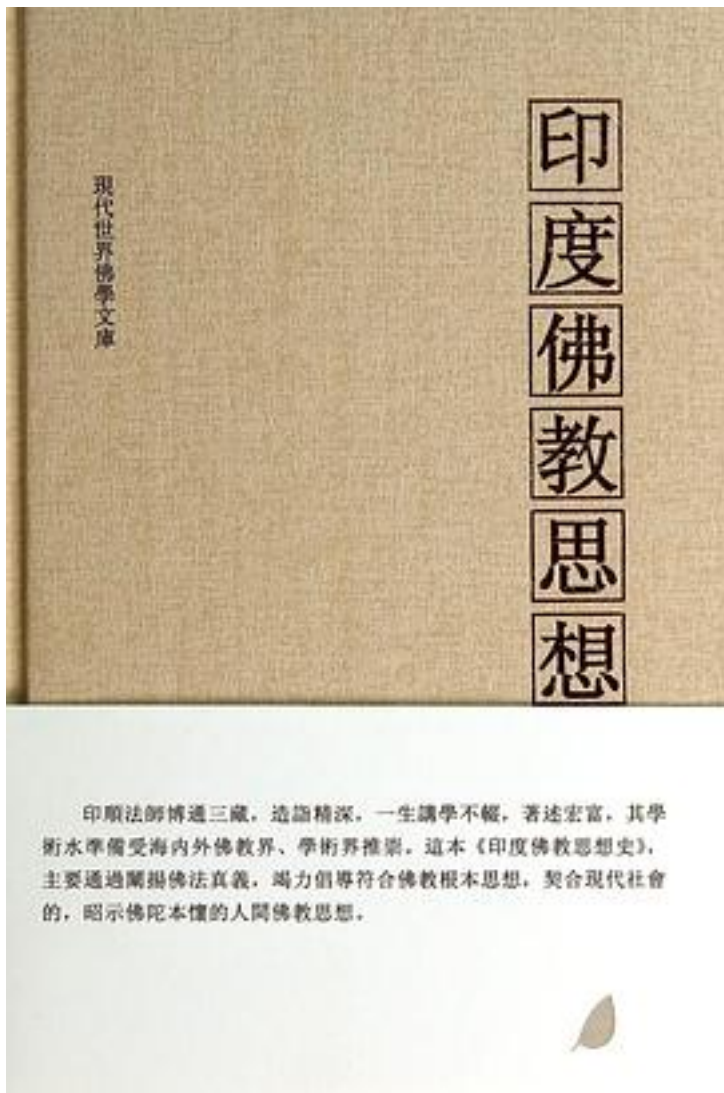 印度佛教思想
現代世界佛學文庫
印順法師博通三藏，造詣精深，一生講學不輟，著述宏富，其學
術水準備受海内外佛教界、學術界推崇。這本《印度佛教思想史》，
主要通過闡揚佛法真義，竭力倡導符合佛教根本思想，契合現代社會
的，昭示佛陀本懷的人間佛教思想。